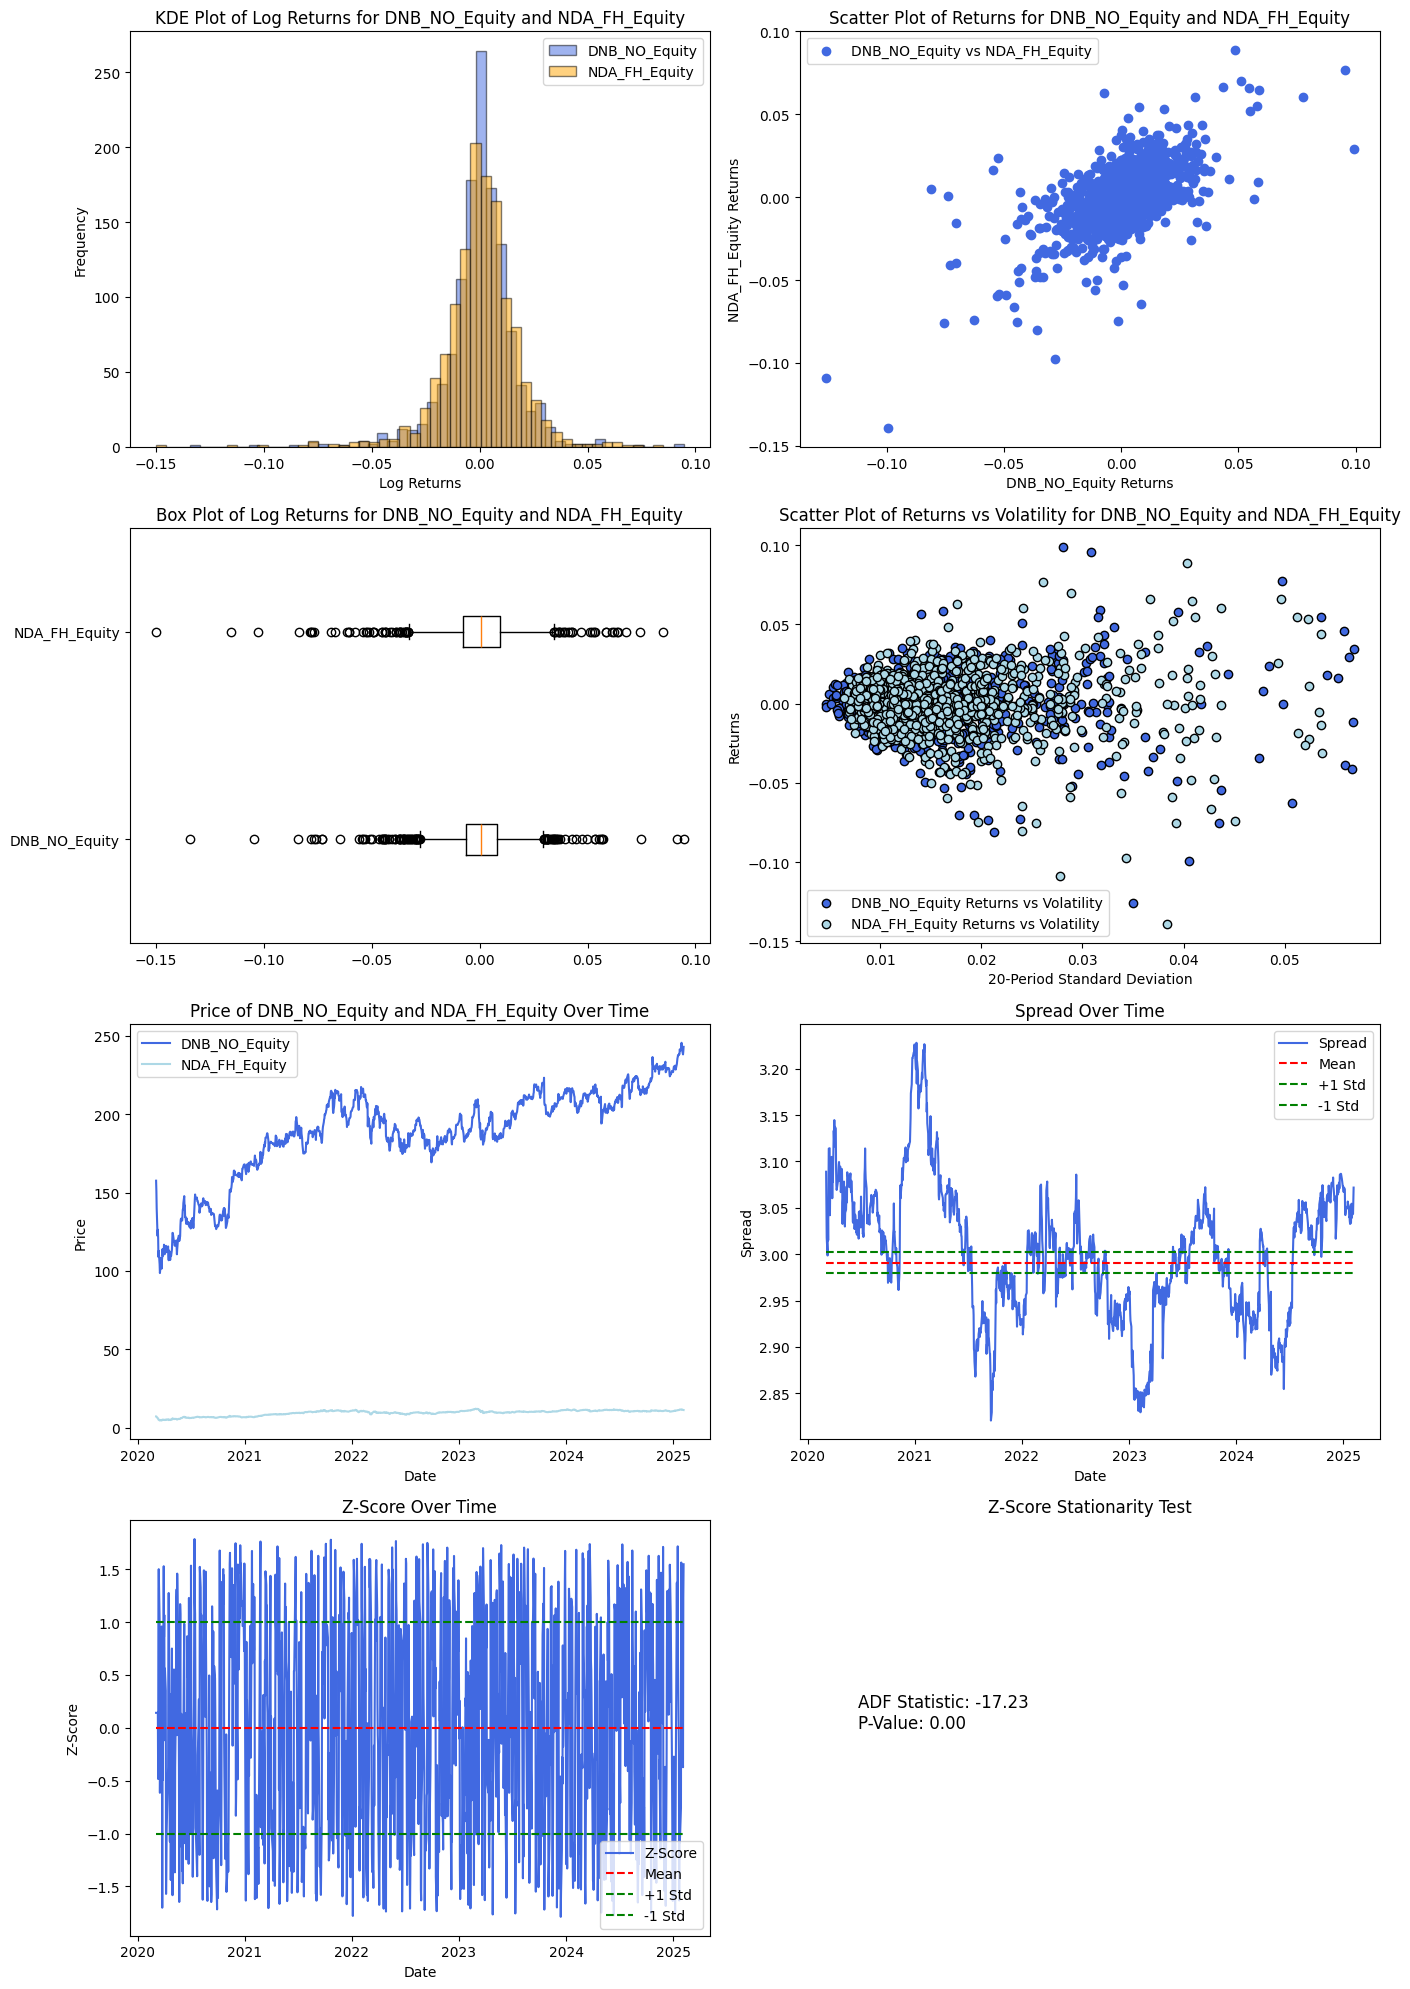 KDE Plot of Log Returns for DNB_NO_Equity and NDA_FH_Equity
DNB_NO_Equity
NDA_FH_Equity
Frequency
250
200
150
100
50
0
−0.15
−0.10
−0.05
0.00
0.05
0.10
Log Returns
Scatter Plot of Returns for DNB_NO_Equity and NDA_FH_Equity
DNB_NO_Equity vs NDA_FH_Equity
NDA_FH_Equity Returns
0.10
0.05
0.00
−0.05
−0.10
−0.15
−0.10
−0.05
0.00
0.05
0.10
DNB_NO_Equity Returns
Box Plot of Log Returns for DNB_NO_Equity and NDA_FH_Equity
NDA_FH_Equity
DNB_NO_Equity
−0.15
−0.10
−0.05
0.00
0.05
0.10
Scatter Plot of Returns vs Volatility for DNB_NO_Equity and NDA_FH_Equity
Returns
0.10
0.05
0.00
−0.05
−0.10
−0.15
DNB_NO_Equity Returns vs Volatility
NDA_FH_Equity Returns vs Volatility
0.01
0.02
0.03
0.04
0.05
20-Period Standard Deviation
Price of DNB_NO_Equity and NDA_FH_Equity Over Time
DNB_NO_Equity
NDA_FH_Equity
Price
250
200
150
100
50
0
2020
2021
2022
2023
2024
2025
Date
Spread Over Time
Spread
Mean
+1 Std
-1 Std
Spread
3.20
3.15
3.10
3.05
3.00
2.95
2.90
2.85
2020
2021
2022
2023
2024
2025
Date
Z-Score Over Time
Z-Score
1.5
1.0
0.5
0.0
−0.5
−1.0
−1.5
Z-Score
Mean
+1 Std
-1 Std
2020
2021
2022
2023
2024
2025
Date
Z-Score Stationarity Test
ADF Statistic: -17.23
P-Value: 0.00